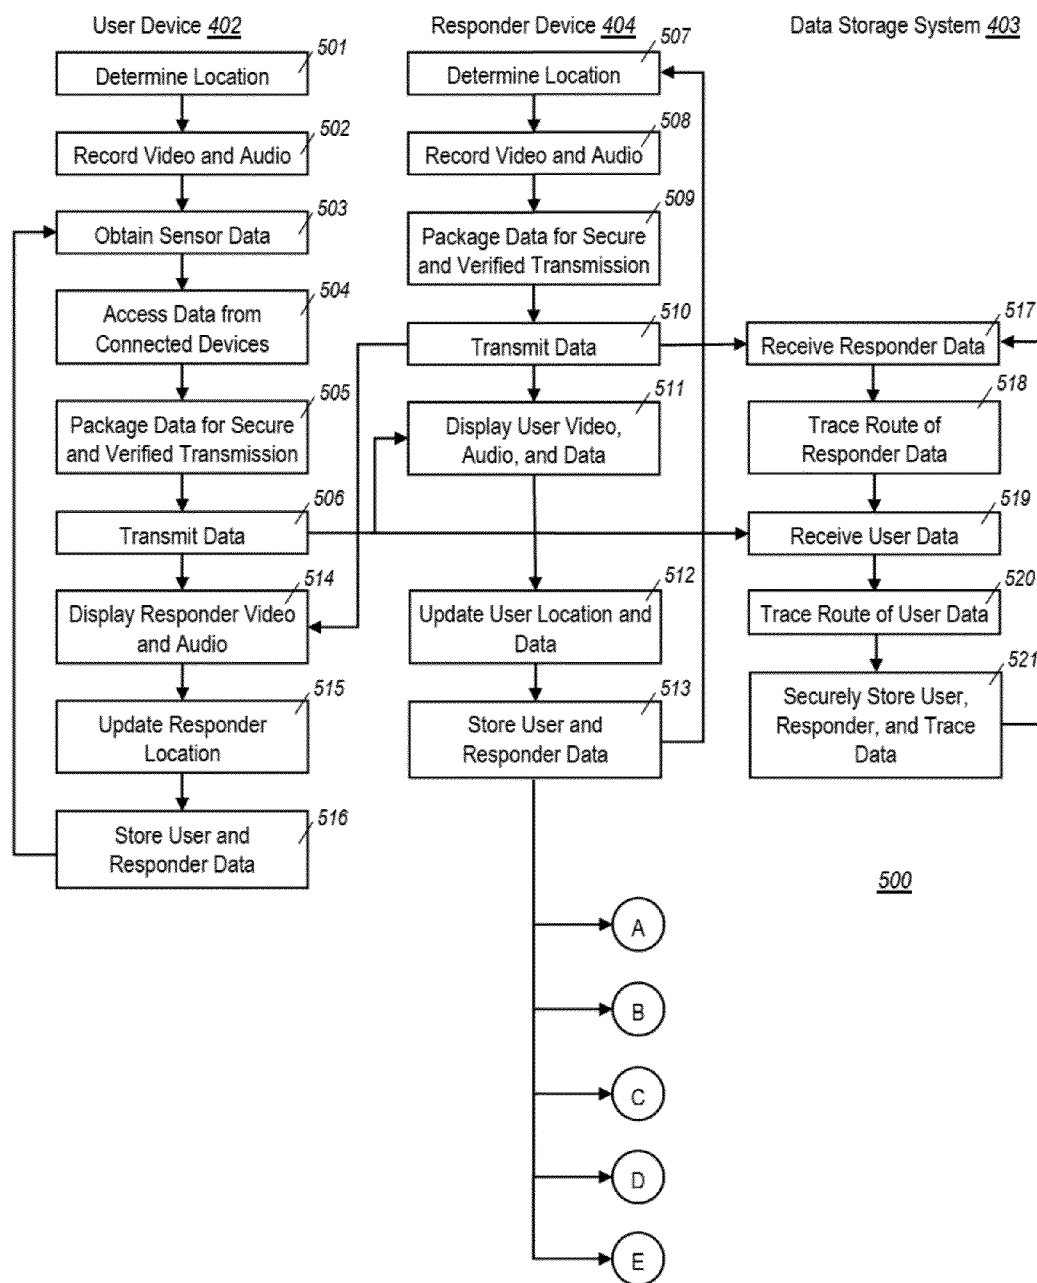 User Device 402
501
Determine Location
502
Record Video and Audio
503
Obtain Sensor Data
504
Access Data from
Connected Devices
505
Package Data for Secure
and Verified Transmission
506
Transmit Data
514
Display Responder Video
and Audio
515
Update Responder
Location
516
Store User and
Responder Data
Responder Device 404
507
Determine Location
508
Record Video and Audio
509
Package Data for Secure
and Verified Transmission
510
Transmit Data
511
Display User Video,
Audio, and Data
512
Update User Location and
Data
513
Store User and
Responder Data
A
B
C
D
E
Data Storage System 403
517
Receive Responder Data
518
Trace Route of
Responder Data
519
Receive User Data
520
Trace Route of User Data
521
Securely Store User,
Responder, and Trace
Data
500